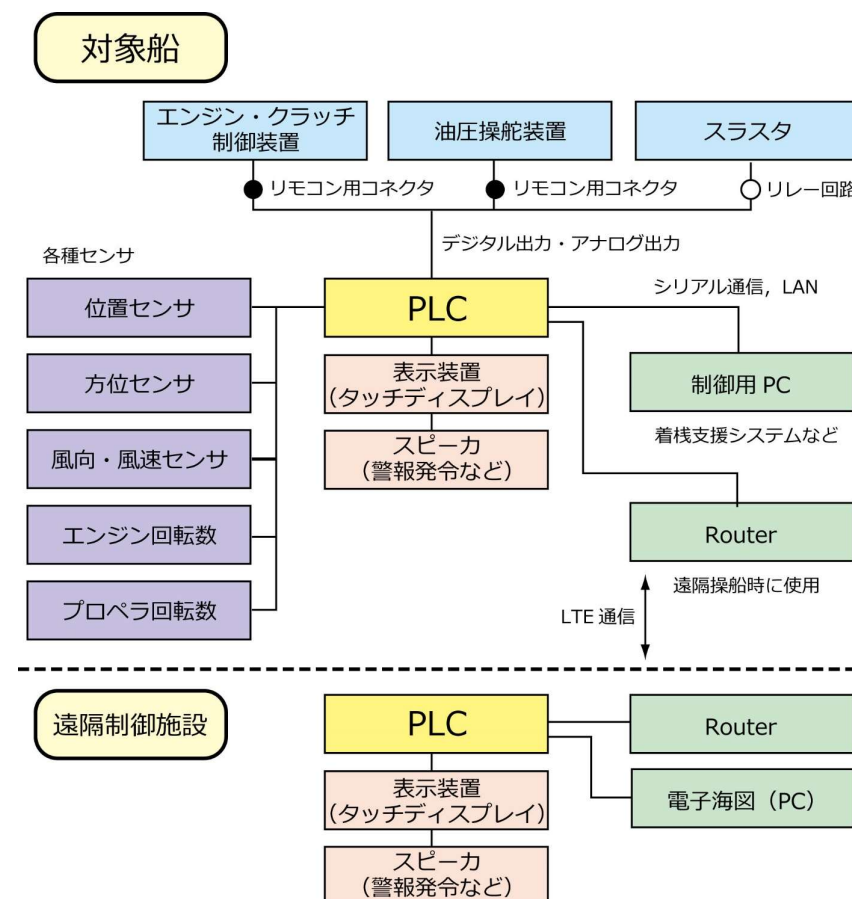 対象船
エンジン・クラッチ
制御装置
油圧操舵装置
スラスタ
リモコン用コネクタ
リモコン用コネクタ
リレー回路
デジタル出力・アナログ出力
各種センサ
位置センサ
PLC
シリアル通信，LAN
方位センサ
表示装置
（タッチディスプレイ）
制御用 PC
着桟支援システムなど
風向・風速センサ
スピーカ
（警報発令など）
エンジン回転数
Router
遠隔操船時に使用
プロペラ回転数
LTE 通信
遠隔制御施設
PLC
Router
表示装置
（タッチディスプレイ）
電子海図（PC）
スピーカ
（警報発令など）